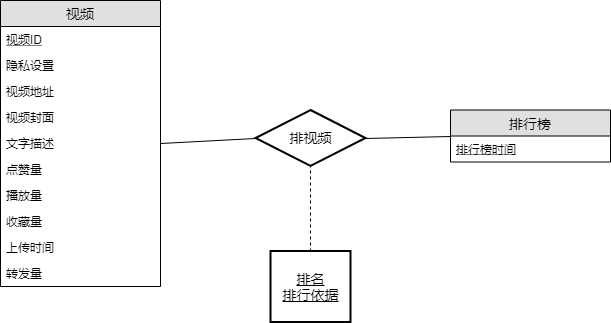 视频
视频ID
隐私设置
视频地址
视频封面
文字描述
点赞量
播放量
收藏量
上传时间
转发量
排视频
排行榜
排行榜时间
排名
排行依据